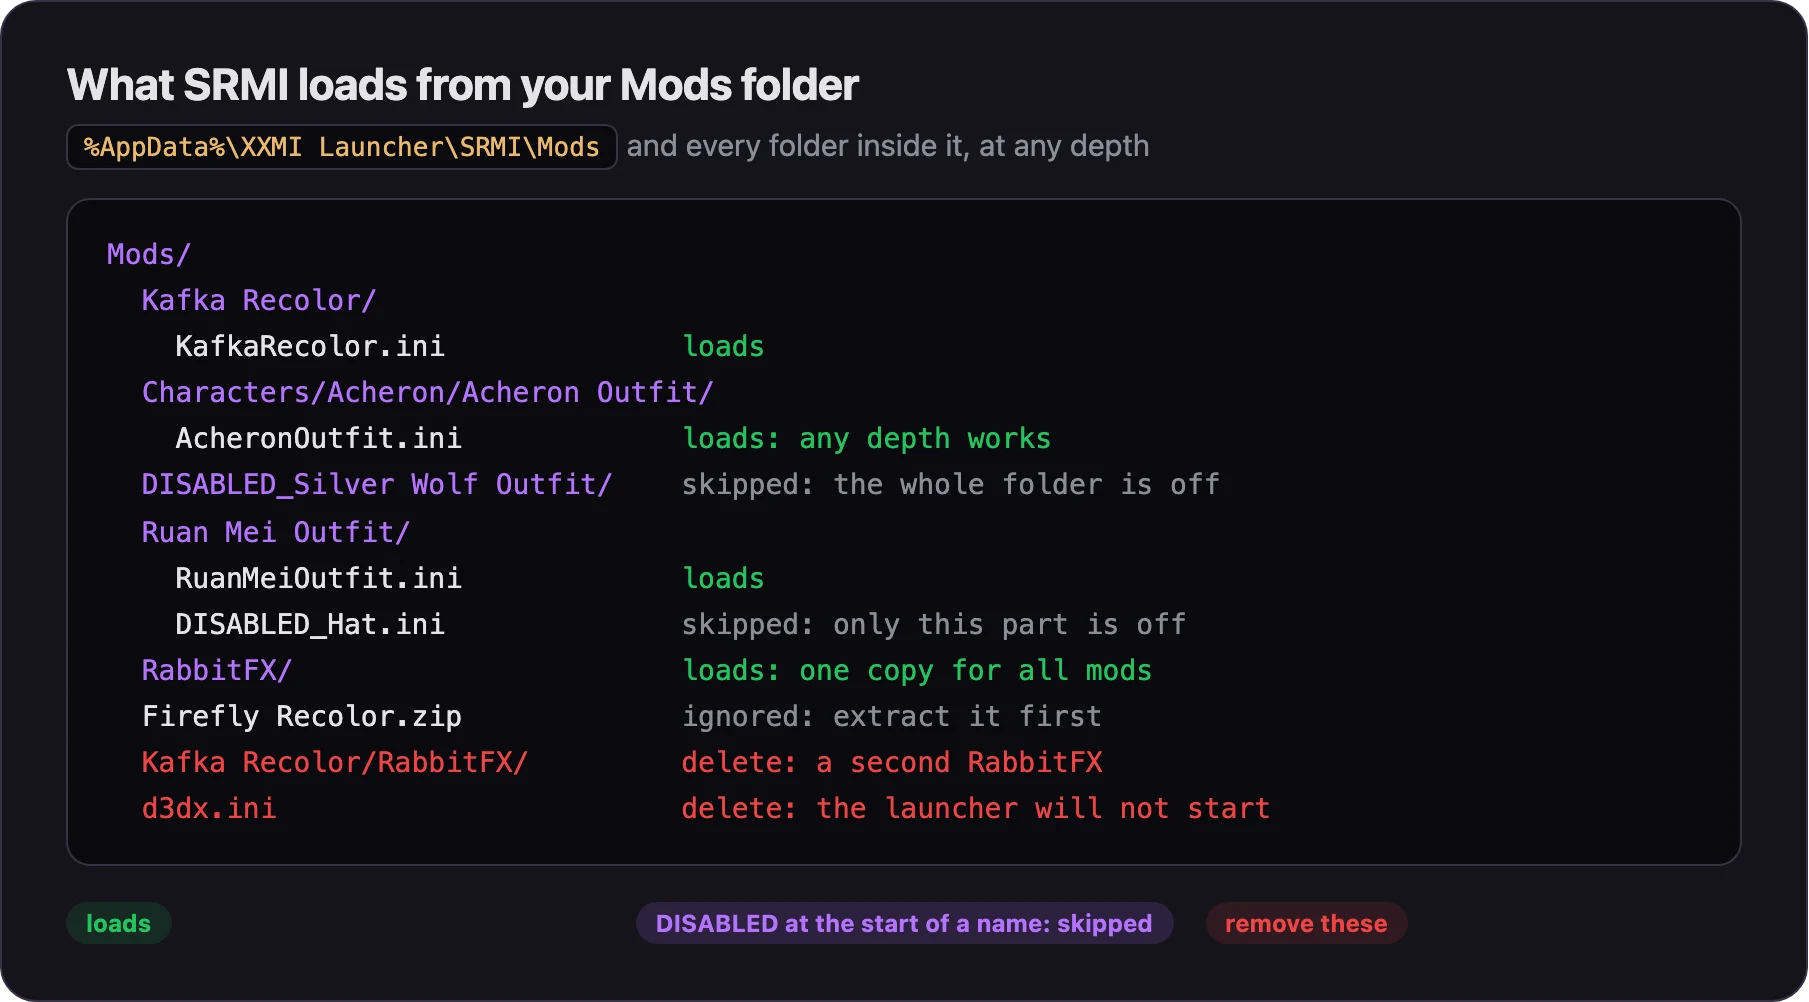 What SRMI loads from your Mods folder
%AppData%\XXMI Launcher\SRMI\Mods and every folder inside it, at any depth
Mods/
Kafka Recolor/
KafkaRecolor.ini loads
Characters/Acheron/Acheron Outfit/
AcheronOutfit.ini loads: any depth works
DISABLED_Silver Wolf Outfit/ skipped: the whole folder is off
Ruan Mei Outfit/
RuanMeiOutfit.ini loads
DISABLED_Hat.ini skipped: only this part is off
RabbitFX/ loads: one copy for all mods
Firefly Recolor.zip ignored: extract it first
Kafka Recolor/RabbitFX/ delete: a second RabbitFX
d3dx.ini delete: the launcher will not start
loads DISABLED at the start of a name: skipped remove these